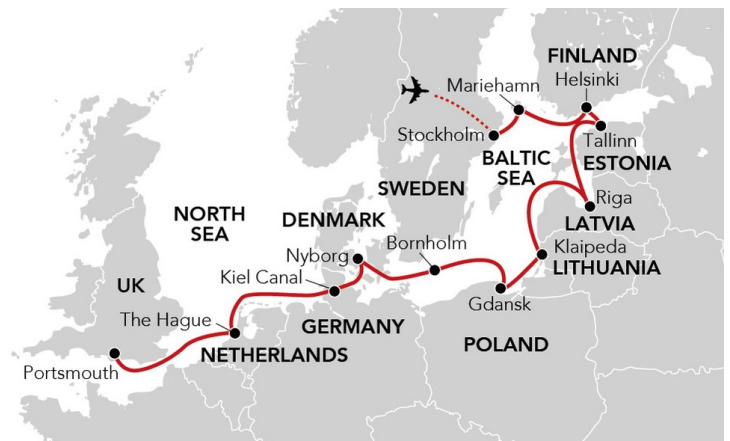 FINLAND
Helsinki
Mariehamn
Stockholm
Tallinn
BALTIC
SEA
ESTONIA
SWEDEN
Riga
NORTH
SEA
DENMARK
LATVIA
Bornholm
Klaipeda
Nyborg
LITHUANIA
Kiel Canal
UK
Gdansk
The Hague
GERMANY
POLAND
NETHERLANDS
Portsmouth